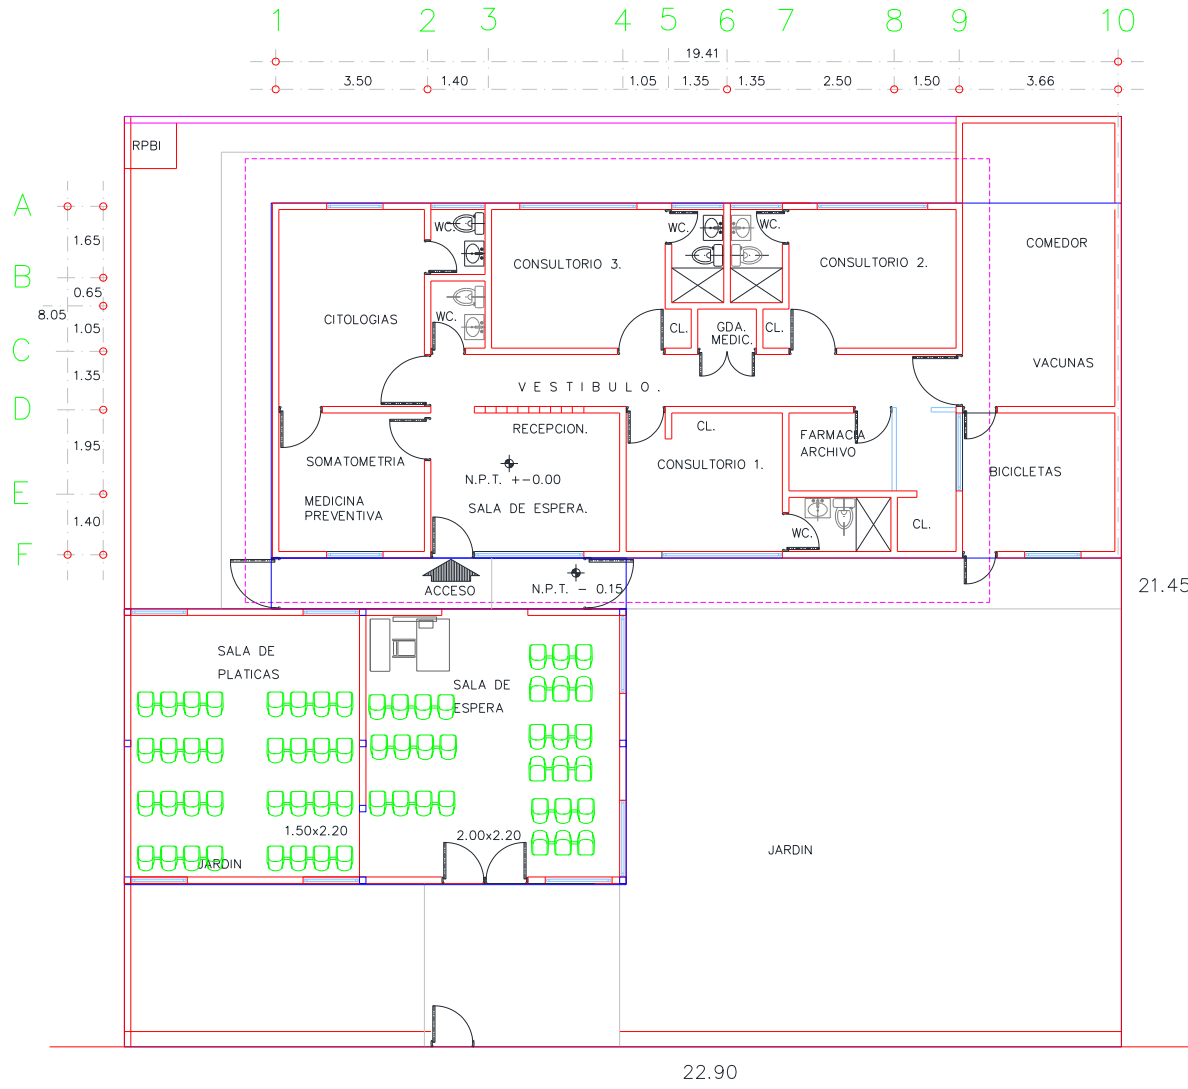 1 2 3 4 5 6 7 8 9 10
19.41
3.50 1.40 1.05 1.35 1.35 2.50 1.50 3.66
RPBI
A
WC. WC. WC.
1.65
COMEDOR
CONSULTORIO 3. CONSULTORIO 2.
B
0.65
8.05
WC.
CITOLOGIAS
1.05
CL. GDA. CL.
MEDIC.
C
VACUNAS
1.35
VESTIBULO.
D
RECEPCION. CL. FARMACIA
1.95
ARCHIVO
SOMATOMETRIA
CONSULTORIO 1.
BICICLETAS
N.P.T. +-0.00
E
MEDICINA
PREVENTIVA
SALA DE ESPERA.
1.40
CL.
WC.
F
ACCESO
N.P.T. - 0.15
21.45
SALA DE
PLATICAS
SALA DE
ESPERA
1.50x2.20
2.00x2.20
JARDIN
JARDIN
22.90